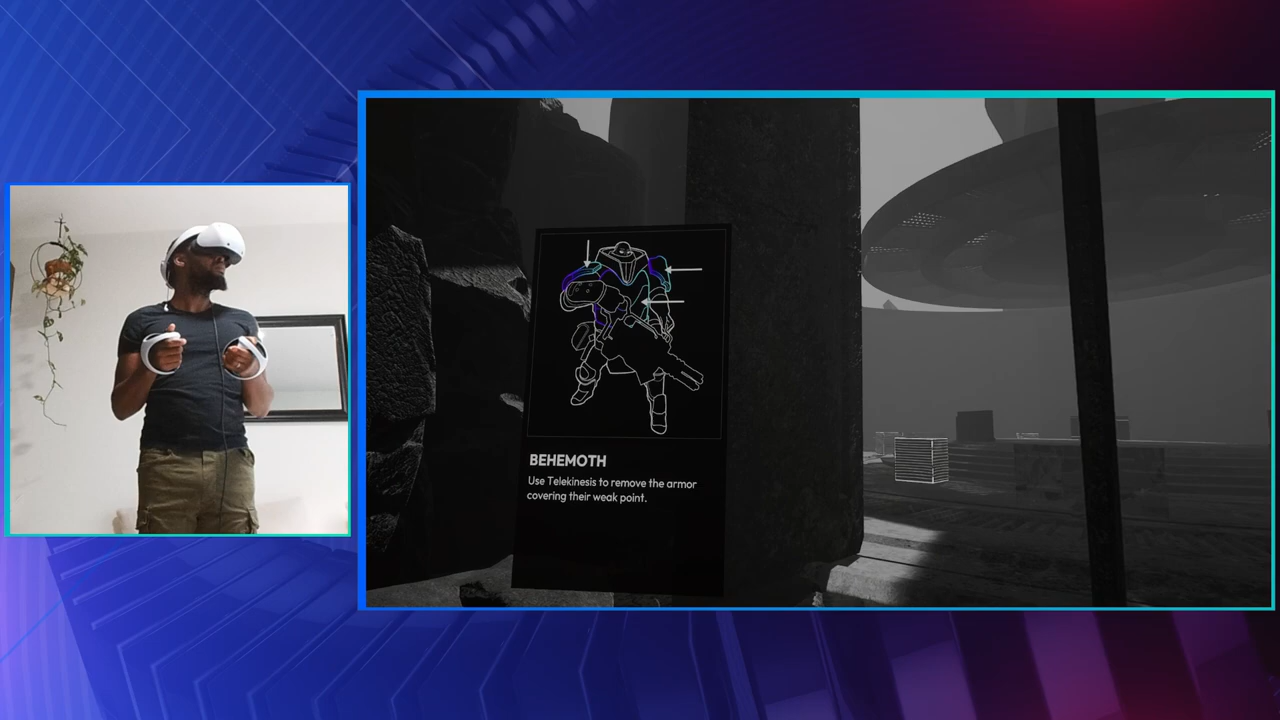 BEHEMOTH
Use Telekinesis to remove the armor
covering their weak point.